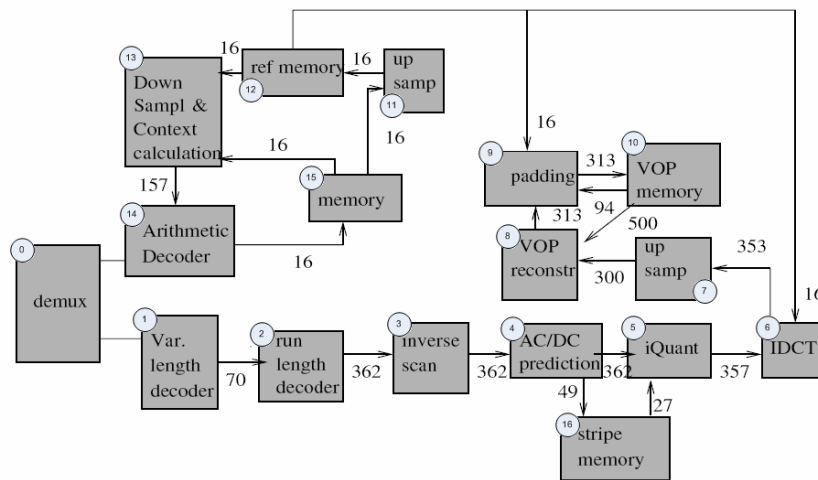 13
Down
Sampl &
Context
calculation
16
ref memory
12
16
up
samp
11
16
16
15
memory
157
14
Arithmetic
Decoder
16
0
demux
16
9
padding
313
10
VOP
memory
94
313
500
8
VOP
reconstr
300
up
samp
7
353
16
1
Var.
length
decoder
70
2
run
length
decoder
362
3
inverse
scan
362
4
AC/DC
prediction
362
5
iQuant
357
6
IDCT
49
27
16
stripe
memory